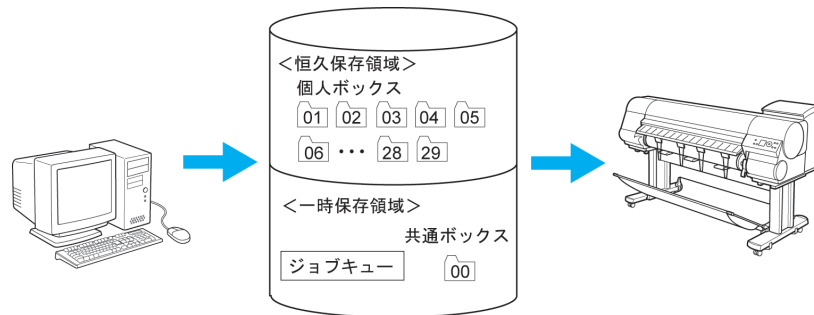 ＜恒久保存領域＞
個人ボックス
01 02 03 04 05
06 ･･･ 28 29
＜一時保存領域＞
共通ボックス
ジョブキュー 00